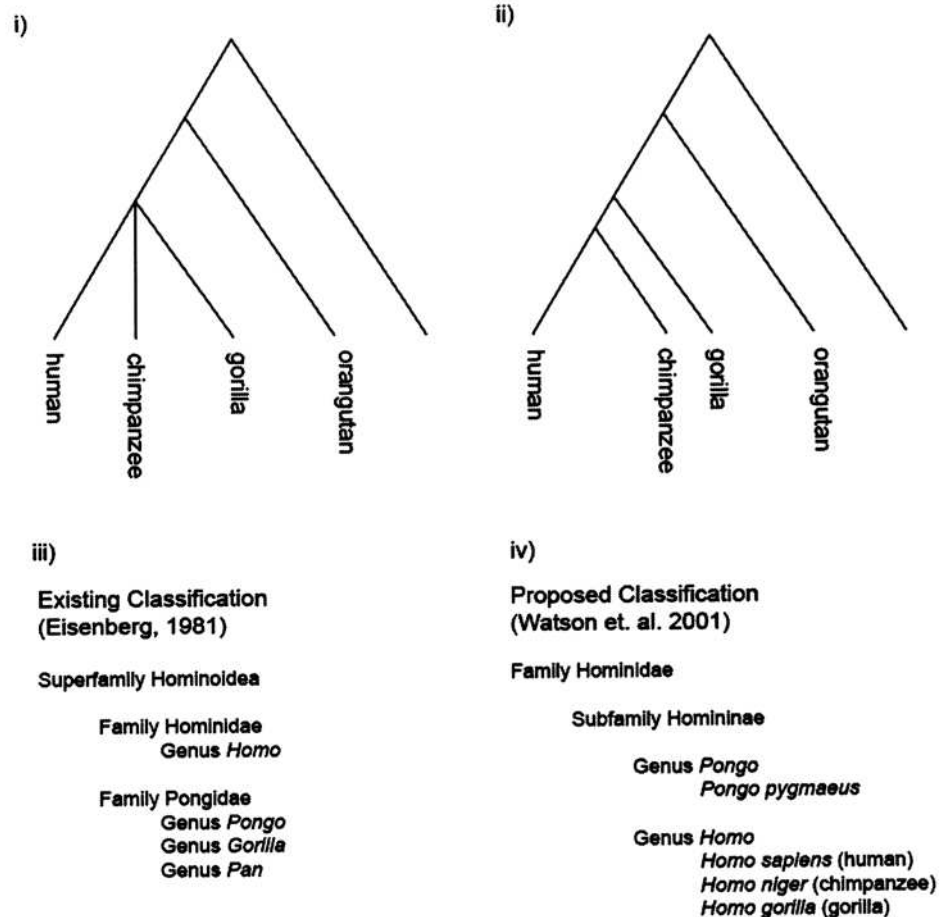 i)
human
chimpanzee
gorilla
orangutan
ii)
human
chimpanzee
gorilla
orangutan
iii)
Existing Classification
(Eisenberg, 1981)
Superfamily Hominoidea
Family Hominidae
Genus Homo
Family Pongidae
Genus Pongo
Genus Gorilla
Genus Pan
iv)
Proposed Classification
(Watson et. al. 2001)
Family Hominidae
Subfamily Homininae
Genus Pongo
Pongo pygmaeus
Genus Homo
Homo sapiens (human)
Homo niger (chimpanzee)
Homo gorilla (gorilla)